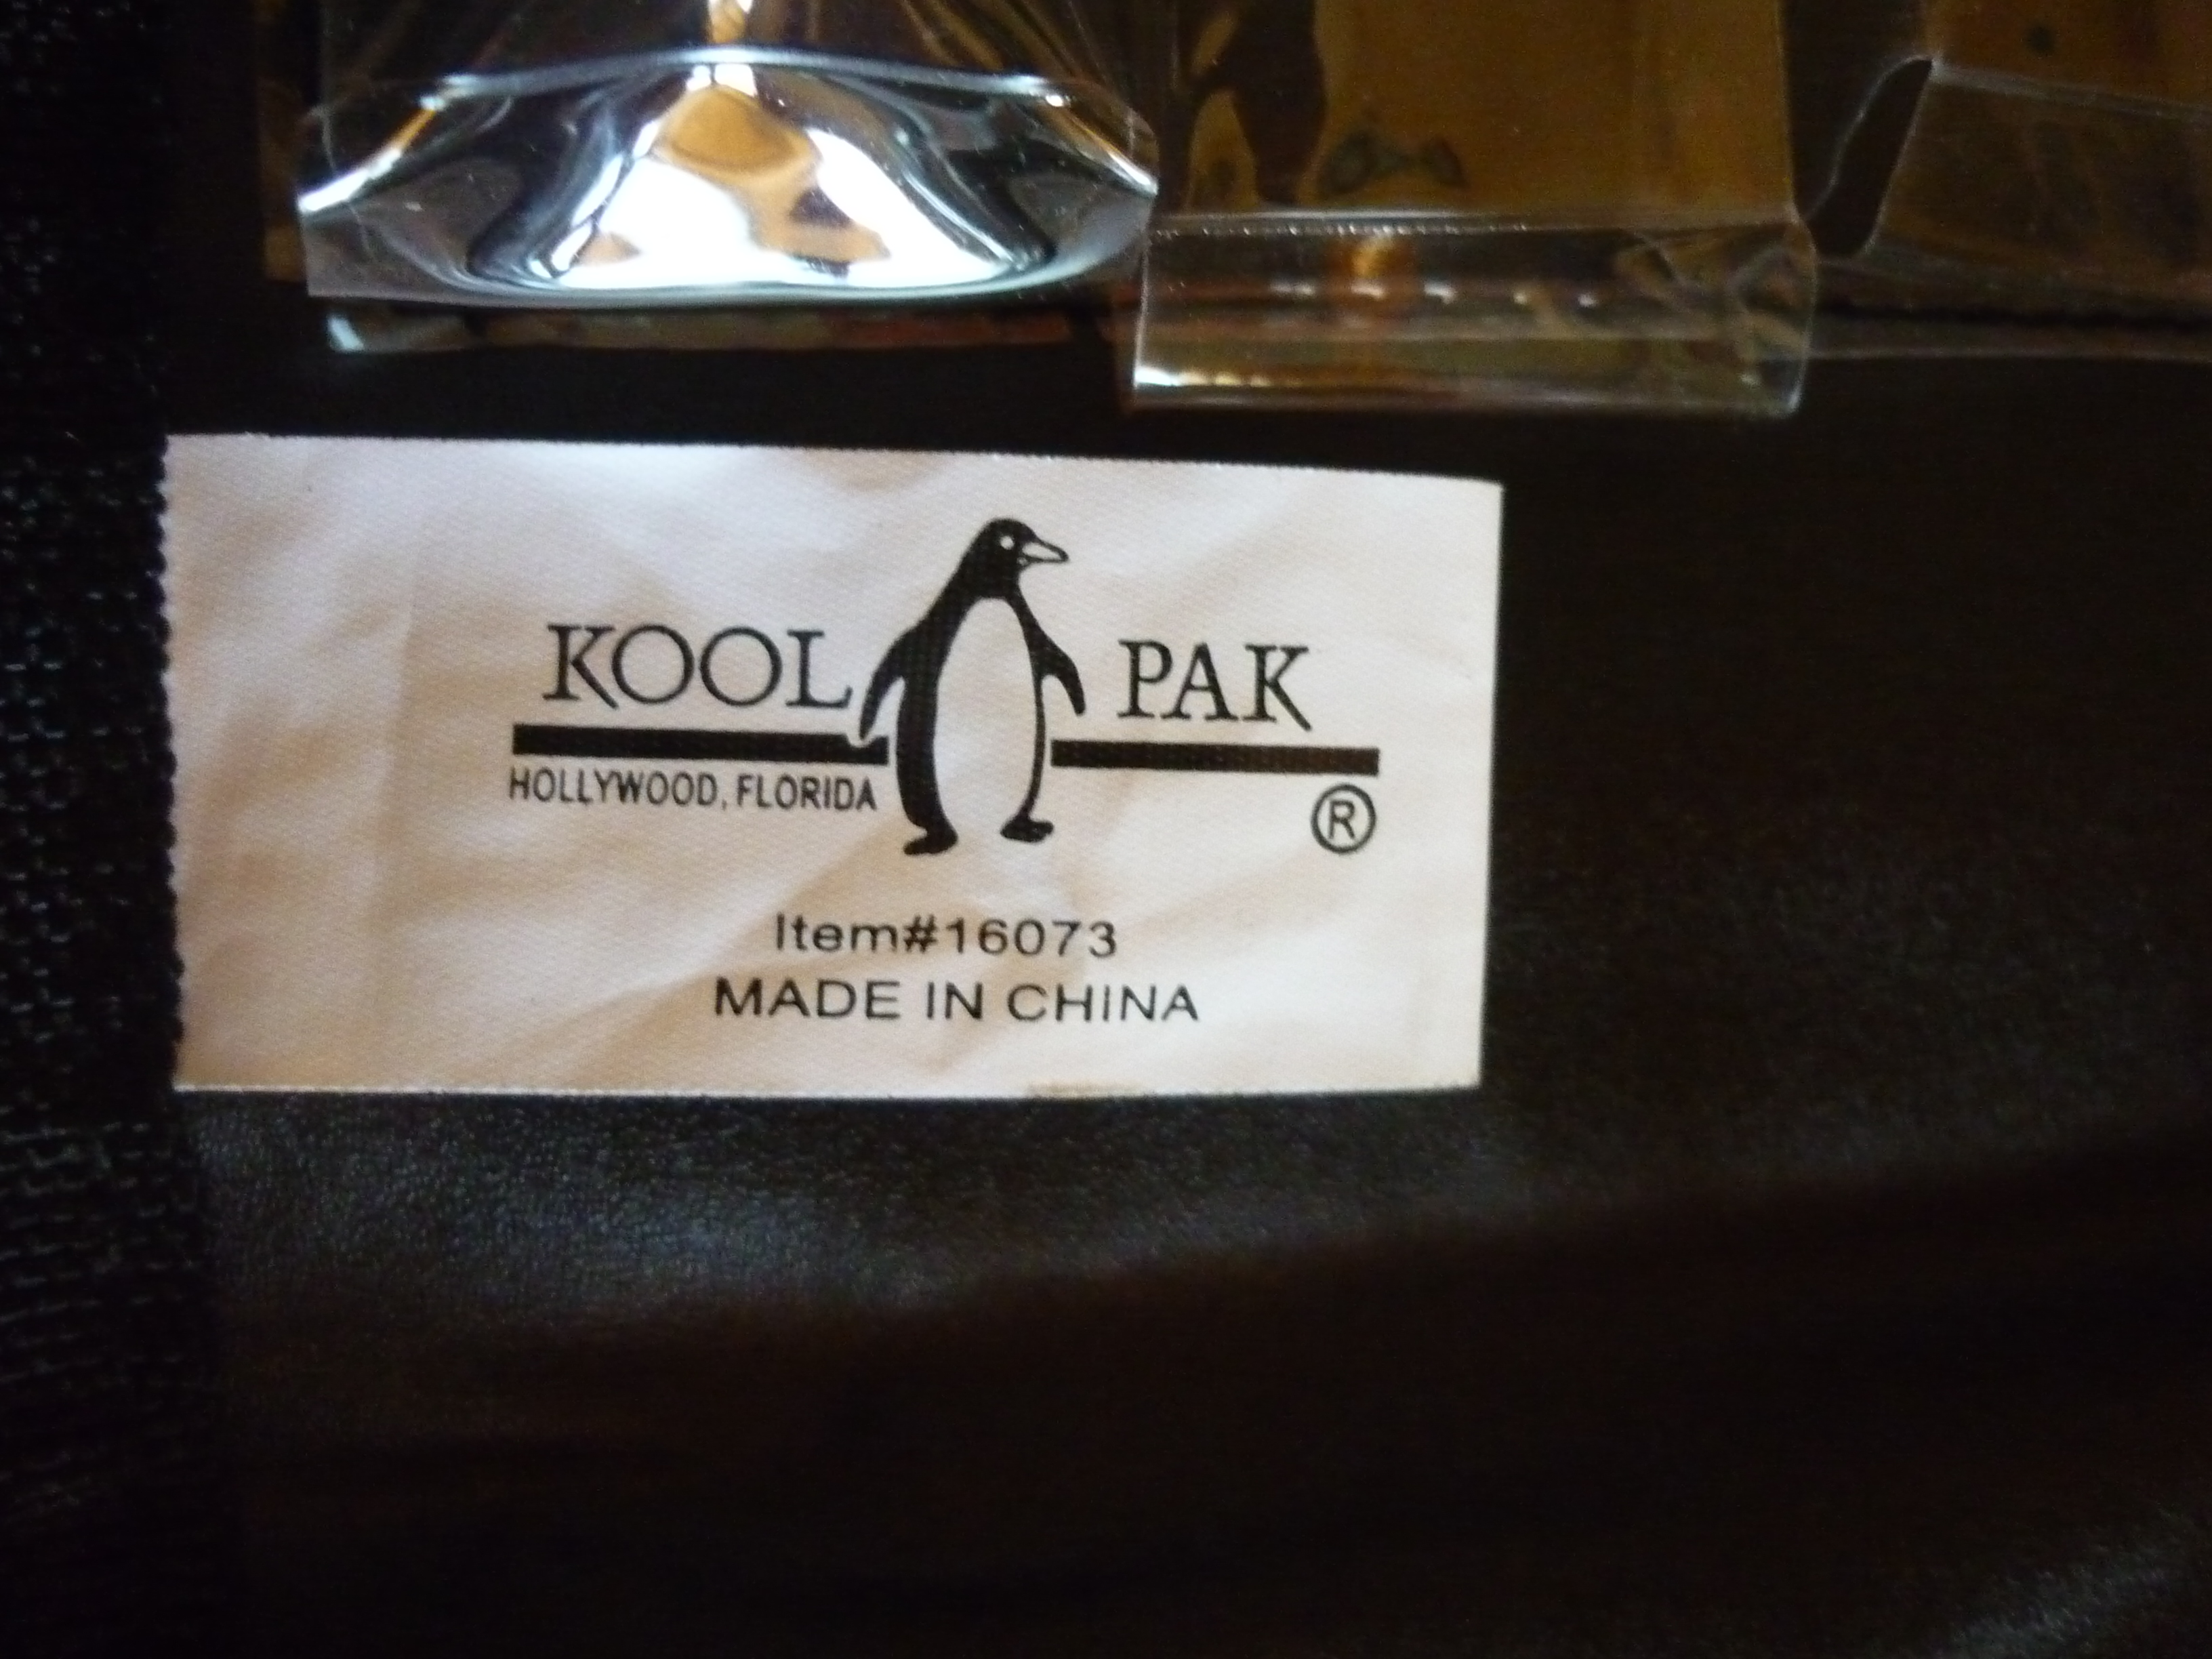 KOOL PAK
HOLLYWOOD, FLORIDA
®
Item#16073
MADE IN CHINA